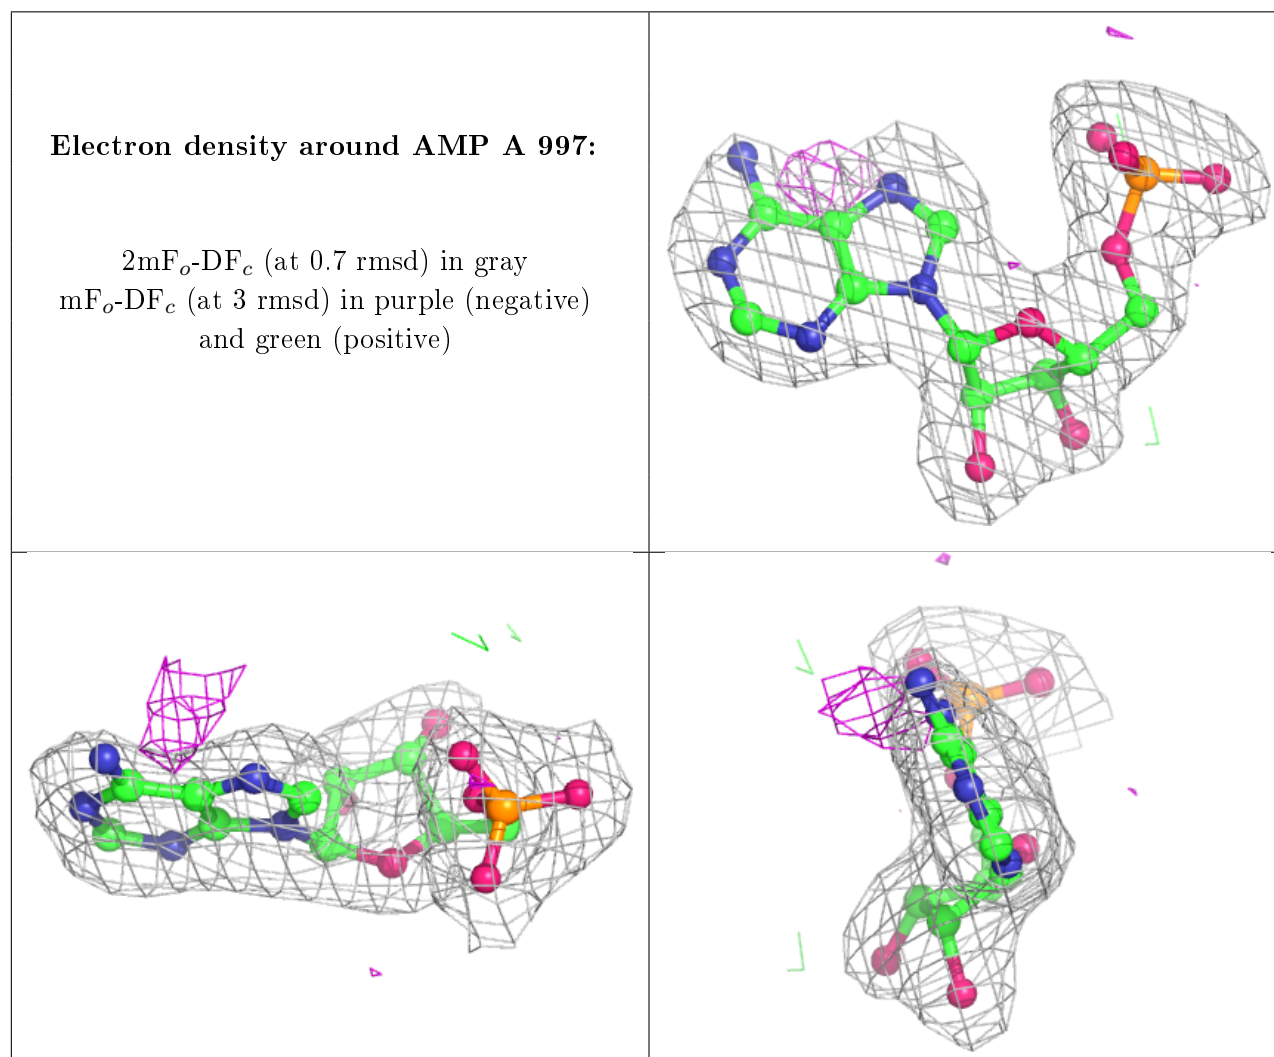 Electron density around AMP A 997:
2mFₒ-DF𝒸 (at 0.7 rmsd) in gray
mFₒ-DF𝒸 (at 3 rmsd) in purple (negative)
and green (positive)